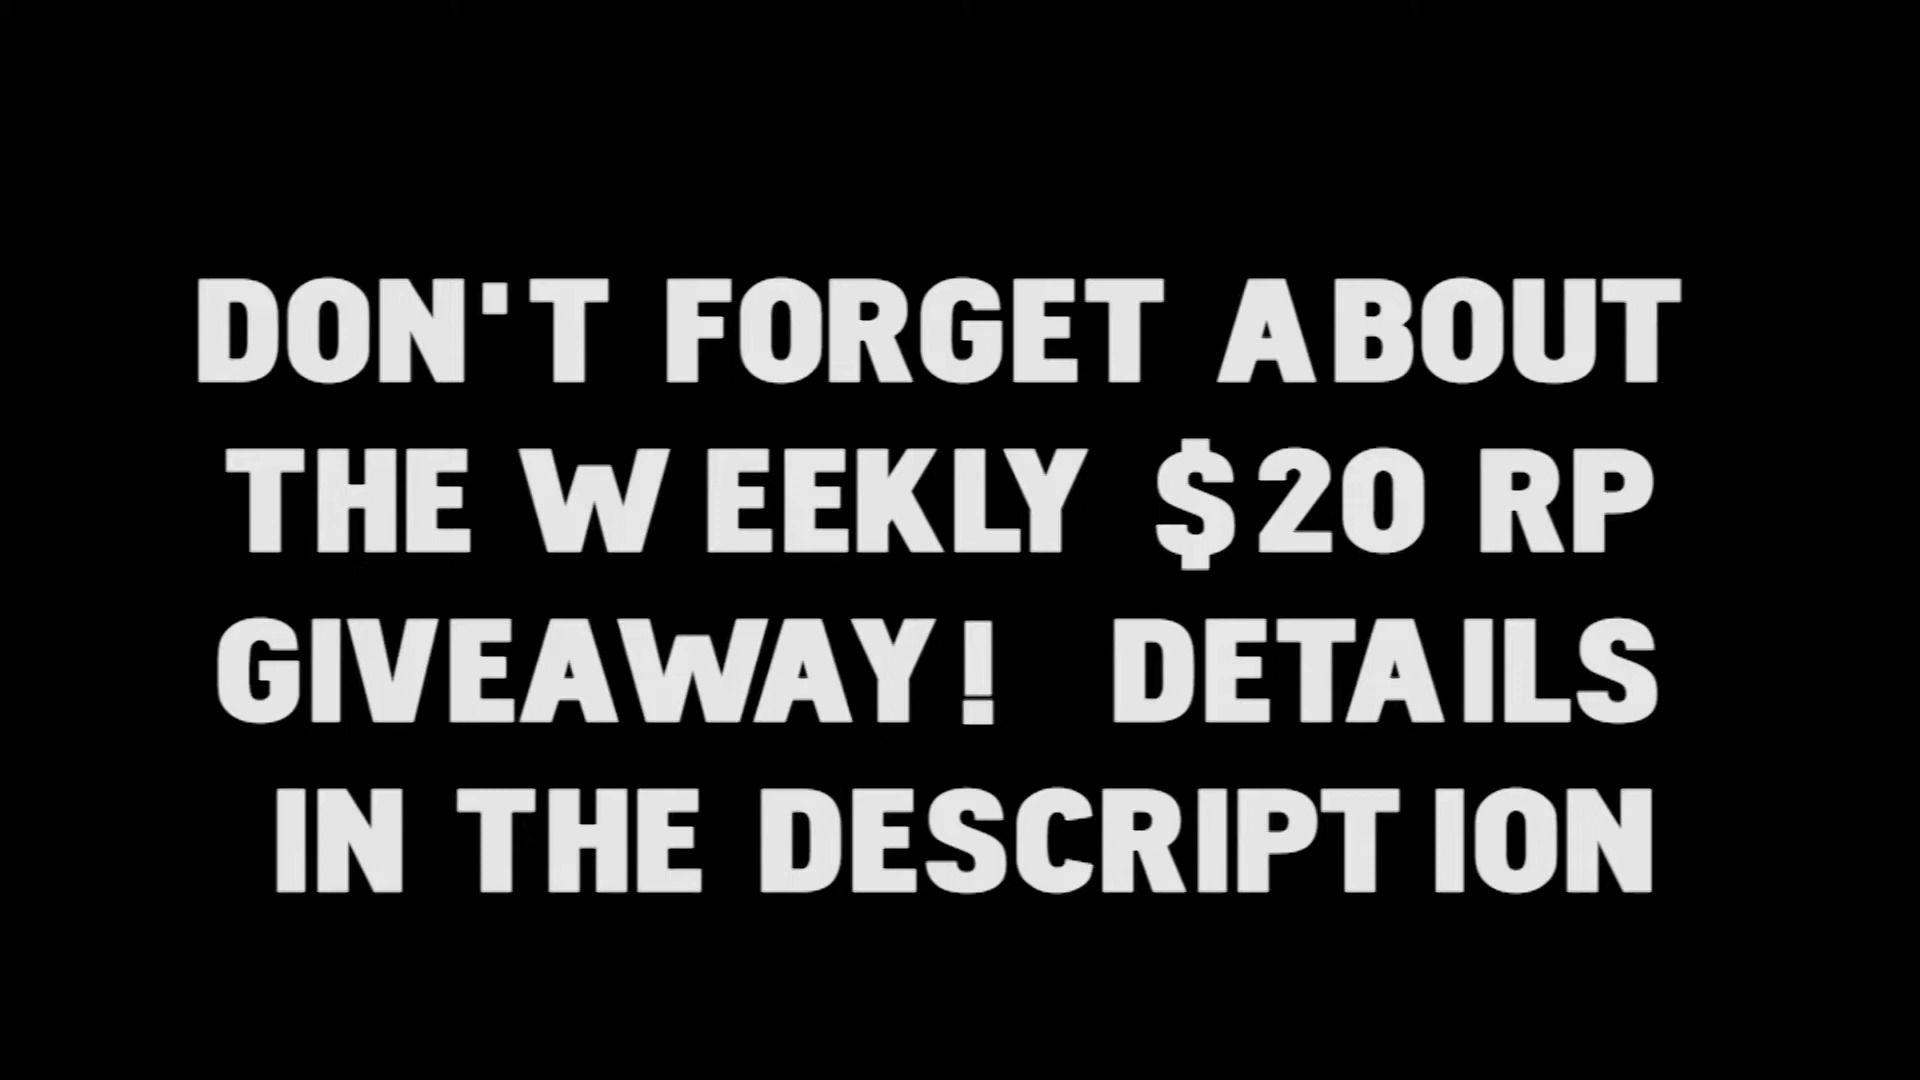 DON'T FORGET ABOUT
THE WEEKLY $20 RP
GIVEAWAY! DETAILS
IN THE DESCRIPTION